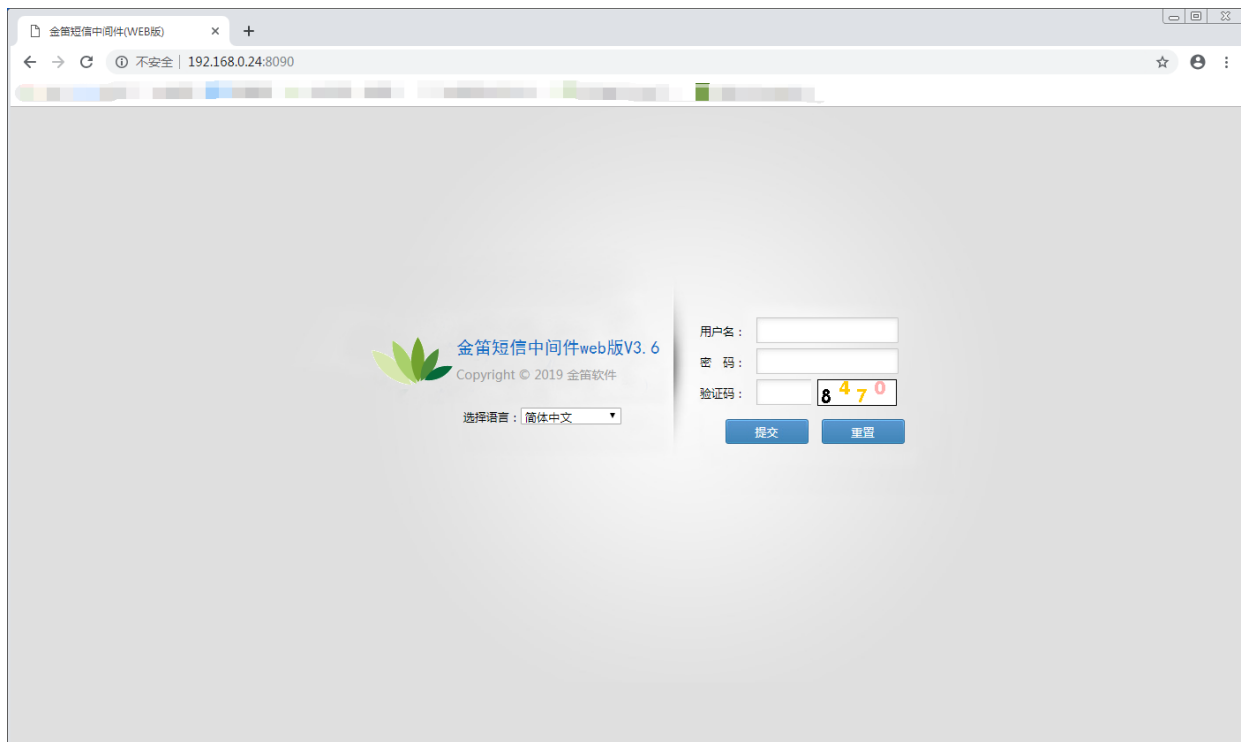 金笛短信中间件(WEB版)
不安全 | 192.168.0.24:8090
金笛短信中间件web版V3.6
Copyright © 2019 金笛软件
选择语言：简体中文
用户名：
密 码：
验证码：8470
提交 重置